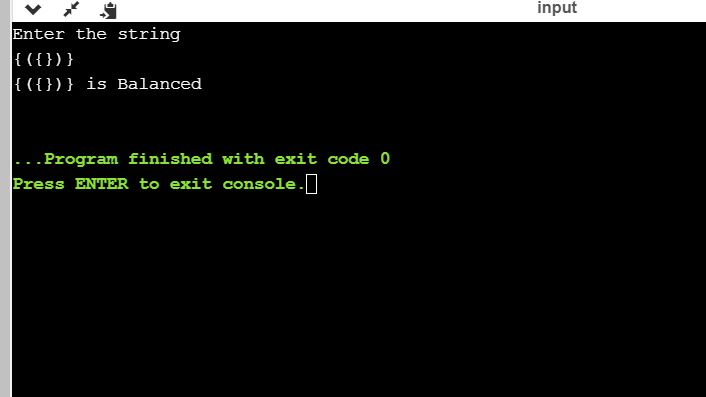 input
Enter the string
{({})}
{({})} is Balanced
...Program finished with exit code 0
Press ENTER to exit console.